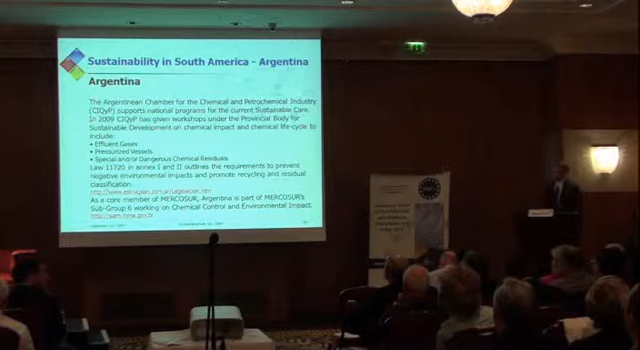 Sustainability in South America - Argentina
Argentina
The Argentinean Chamber for the Chemical and Petrochemical Industry
(CIQyP) supports national programs for the current Sustainable Care.
In 2009 CIQyP has given workshops under the Provincial Body for
Sustainable Development on chemical impact and chemical life-cycle to
include:
• Effluent Gases
• Pressurized Vessels
• Special and/or Dangerous Chemical Residuals
Law 11720 in annex I and II outlines the requirements to prevent
negative environmental impacts and promote recycling and residual
classification.
As a core member of MERCOSUR, Argentina is part of MERCOSUR's
Sub-Group 6 working on Chemical Control and Environmental Impact.